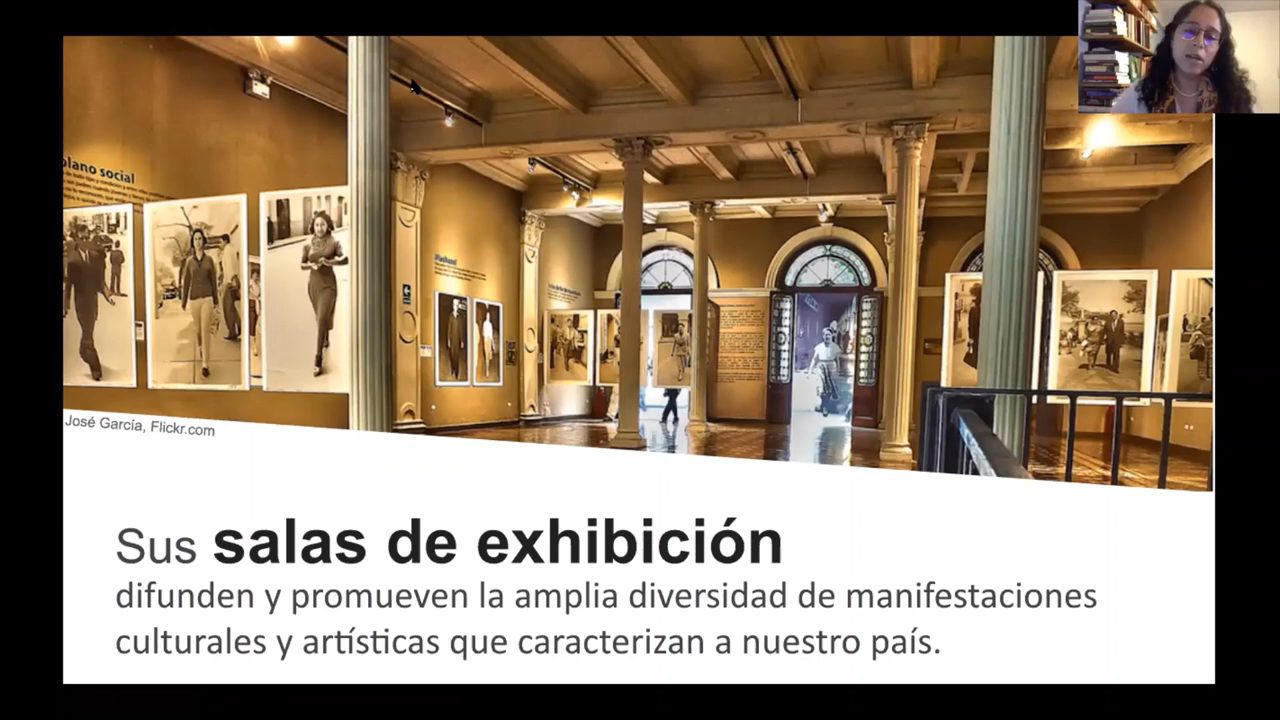 plano social
José García, Flickr.com
Sus salas de exhibición
difunden y promueven la amplia diversidad de manifestaciones
culturales y artísticas que caracterizan a nuestro país.